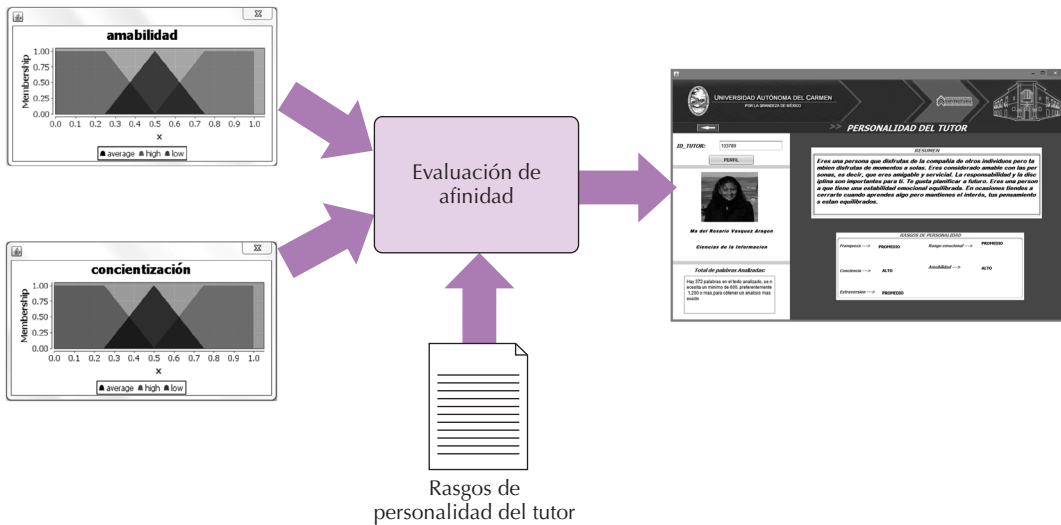 amabilidad
Membership
1.00
0.75
0.50
0.25
0.00
0.0 0.1 0.2 0.3 0.4 0.5 0.6 0.7 0.8 0.9 1.0
x
average high low
concientización
Membership
1.00
0.75
0.50
0.25
0.00
0.0 0.1 0.2 0.3 0.4 0.5 0.6 0.7 0.8 0.9 1.0
x
average high low
Evaluación de
afinidad
Rasgos de
personalidad del tutor
UNIVERSIDAD AUTÓNOMA DEL CARMEN
POR LA GRANDEZA DE MÉXICO
>> PERSONALIDAD DEL TUTOR
ID_TUTOR: 103789
PERFIL
Ma del Rosario Vasquez Aragon
Ciencias de la Informacion
Total de palabras Analizadas:
Hay 373 palabras en el texto analizado, se n
ecesita un minimo de 600, preferentemente
1,200 o mas,para obtener un analisis mas
exado
RESUMEN
Eres una persona que disfrutas de la compañia de otros individuos pero ta
mbien disfrutas de momentos a solas. Eres considerado amable con las per
sonas, es decir, que eres amigable y servicial. La responsabilidad y la disc
iplina son importantes para ti. Te gusta planificar a futuro. Eres una person
a que tiene una estabilidad emocional equilibrada. En ocasiones tiendes a
cerrarte cuando aprendes algo pero mantienes el interés, tus pensamiento
s estan equilibrados.
RASGOS DE PERSONALIDAD
Franqueza ---> PROMEDIO Rango emocional ---> PROMEDIO
Conciencia ---> ALTO Amabilidad ---> ALTO
Extraversion ---> PROMEDIO